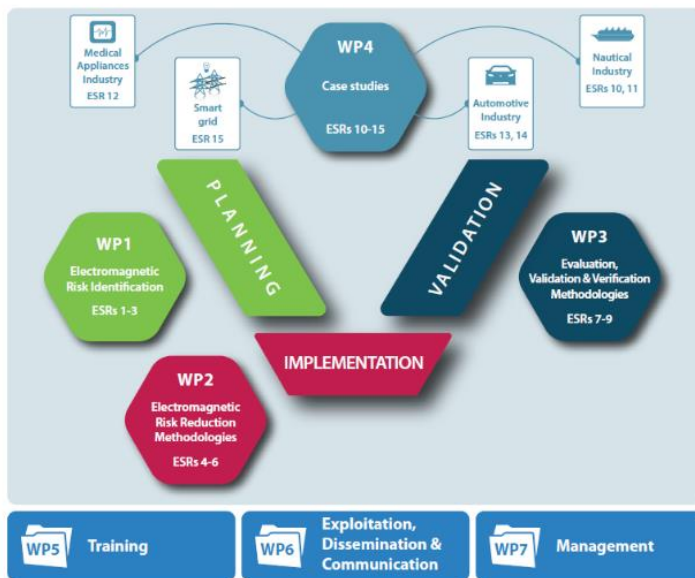 Medical
Appliances
Industry
ESR 12
Smart
grid
ESR 15
WP4
Case studies
ESRs 10-15
Automotive
Industry
ESRs 13, 14
Nautical
Industry
ESRs 10, 11
PLANNING
VALIDATION
WP1
Electromagnetic
Risk Identification
ESRs 1-3
WP3
Evaluation,
Validation & Verification
Methodologies
ESRs 7-9
IMPLEMENTATION
WP2
Electromagnetic
Risk Reduction
Methodologies
ESRs 4-6
WP5
Training
WP6
Exploitation,
Dissemination &
Communication
WP7
Management